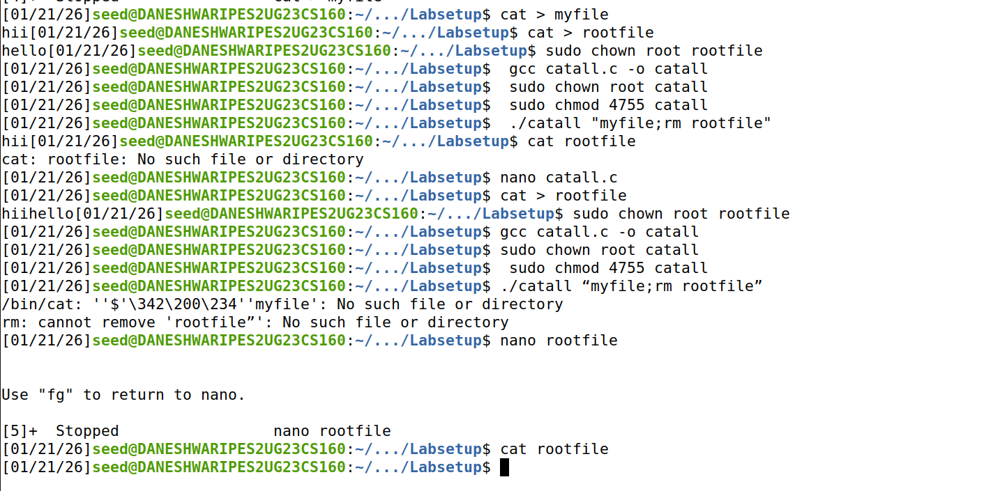 [4]+  Stopped                 cat > myfile
[01/21/26]seed@DANESHWARIPES2UG23CS160:~/.../Labsetup$ cat > myfile
hii[01/21/26]seed@DANESHWARIPES2UG23CS160:~/.../Labsetup$ cat > rootfile
hello[01/21/26]seed@DANESHWARIPES2UG23CS160:~/.../Labsetup$ sudo chown root rootfile
[01/21/26]seed@DANESHWARIPES2UG23CS160:~/.../Labsetup$  gcc catall.c -o catall
[01/21/26]seed@DANESHWARIPES2UG23CS160:~/.../Labsetup$  sudo chown root catall
[01/21/26]seed@DANESHWARIPES2UG23CS160:~/.../Labsetup$  sudo chmod 4755 catall
[01/21/26]seed@DANESHWARIPES2UG23CS160:~/.../Labsetup$  ./catall "myfile;rm rootfile"
hii[01/21/26]seed@DANESHWARIPES2UG23CS160:~/.../Labsetup$ cat rootfile
cat: rootfile: No such file or directory
[01/21/26]seed@DANESHWARIPES2UG23CS160:~/.../Labsetup$ nano catall.c
[01/21/26]seed@DANESHWARIPES2UG23CS160:~/.../Labsetup$ cat > rootfile
hiihello[01/21/26]seed@DANESHWARIPES2UG23CS160:~/.../Labsetup$ sudo chown root rootfile
[01/21/26]seed@DANESHWARIPES2UG23CS160:~/.../Labsetup$ gcc catall.c -o catall
[01/21/26]seed@DANESHWARIPES2UG23CS160:~/.../Labsetup$ sudo chown root catall
[01/21/26]seed@DANESHWARIPES2UG23CS160:~/.../Labsetup$  sudo chmod 4755 catall
[01/21/26]seed@DANESHWARIPES2UG23CS160:~/.../Labsetup$ ./catall “myfile;rm rootfile”
/bin/cat: ''$'\342\200\234''myfile': No such file or directory
rm: cannot remove 'rootfile”': No such file or directory
[01/21/26]seed@DANESHWARIPES2UG23CS160:~/.../Labsetup$ nano rootfile
Use "fg" to return to nano.
[5]+  Stopped                 nano rootfile
[01/21/26]seed@DANESHWARIPES2UG23CS160:~/.../Labsetup$ cat rootfile
[01/21/26]seed@DANESHWARIPES2UG23CS160:~/.../Labsetup$